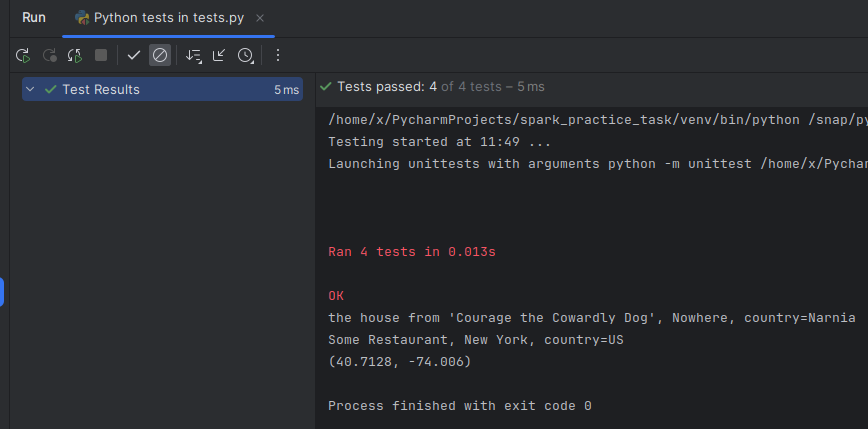 Run Python tests in tests.py
Test Results 5 ms
Tests passed: 4 of 4 tests – 5 ms
/home/x/PycharmProjects/spark_practice_task/venv/bin/python /snap/py
Testing started at 11:49 ...
Launching unittests with arguments python -m unittest /home/x/Pychar
Ran 4 tests in 0.013s
OK
the house from 'Courage the Cowardly Dog', Nowhere, country=Narnia
Some Restaurant, New York, country=US
(40.7128, -74.006)
Process finished with exit code 0